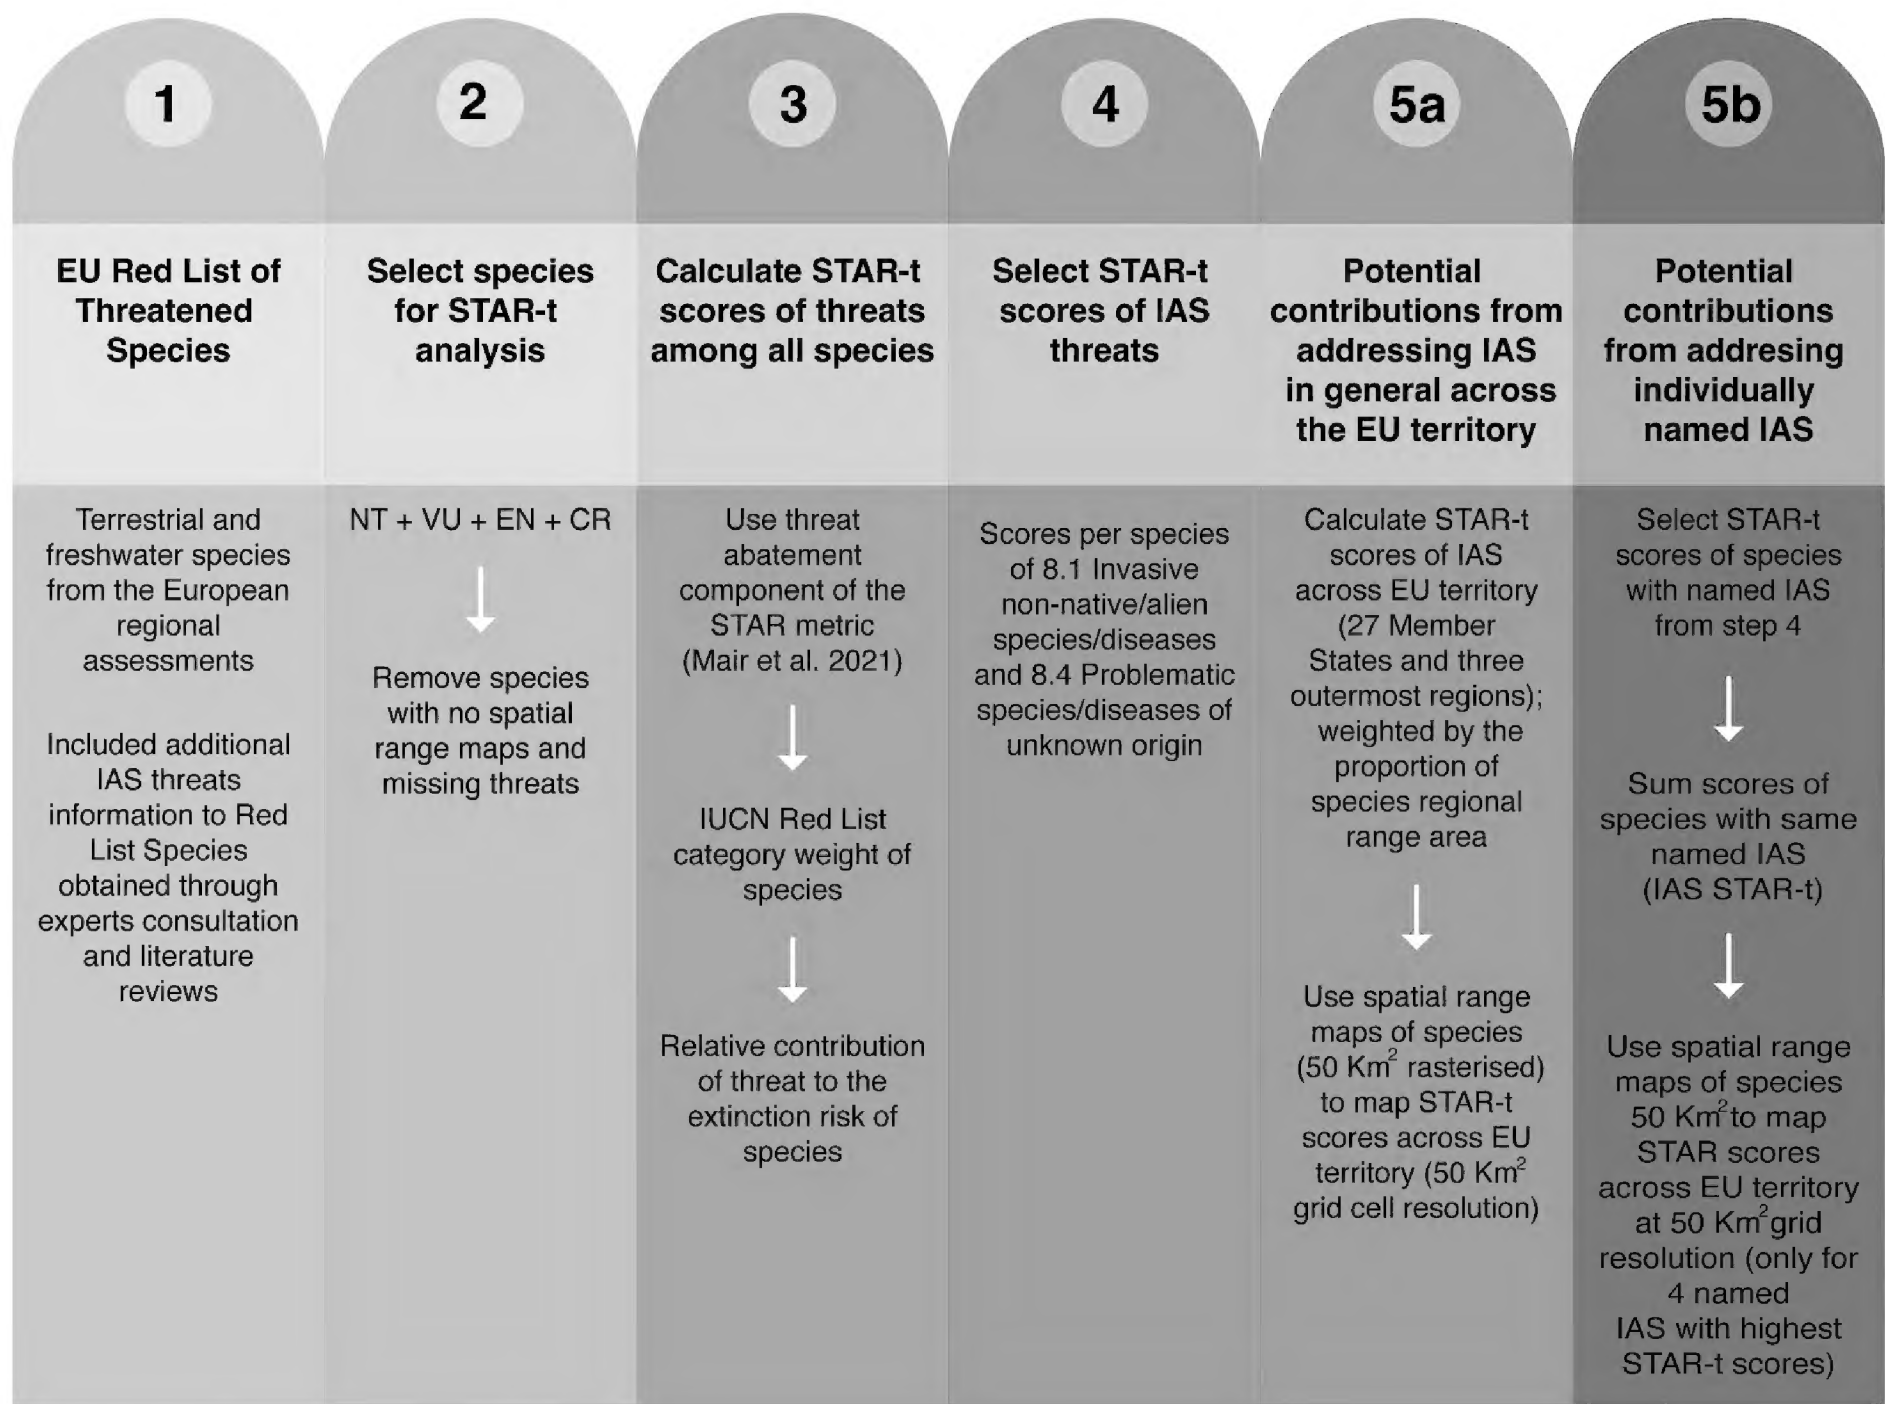 1
EU Red List of
Threatened
Species
Terrestrial and
freshwater species
from the European
regional
assessments
Included additional
IAS threats
information to Red
List Species
obtained through
experts consultation
and literature
reviews
2
Select species
for STAR-t
analysis
NT + VU + EN + CR
Remove species
with no spatial
range maps and
missing threats
3
Calculate STAR-t
scores of threats
among all species
Use threat
abatement
component of the
STAR metric
(Mair et al. 2021)
IUCN Red List
category weight of
species
Relative contribution
of threat to the
extinction risk of
species
4
Select STAR-t
scores of IAS
threats
Scores per species
of 8.1 Invasive
non-native/alien
species/diseases
and 8.4 Problematic
species/diseases of
unknown origin
5a
Potential
contributions from
addressing IAS
in general across
the EU territory
Calculate STAR-t
scores of IAS
across EU territory
(27 Member
States and three
outermost regions);
weighted by the
proportion of
species regional
range area
Use spatial range
maps of species
(50 Km² rasterised)
to map STAR-t
scores across EU
territory (50 Km²
grid cell resolution)
5b
Potential
contributions
from addresing
individually
named IAS
Select STAR-t
scores of species
with named IAS
from step 4
Sum scores of
species with same
named IAS
(IAS STAR-t)
Use spatial range
maps of species
50 Km² to map
STAR scores
across EU territory
at 50 Km² grid
resolution (only for
4 named
IAS with highest
STAR-t scores)